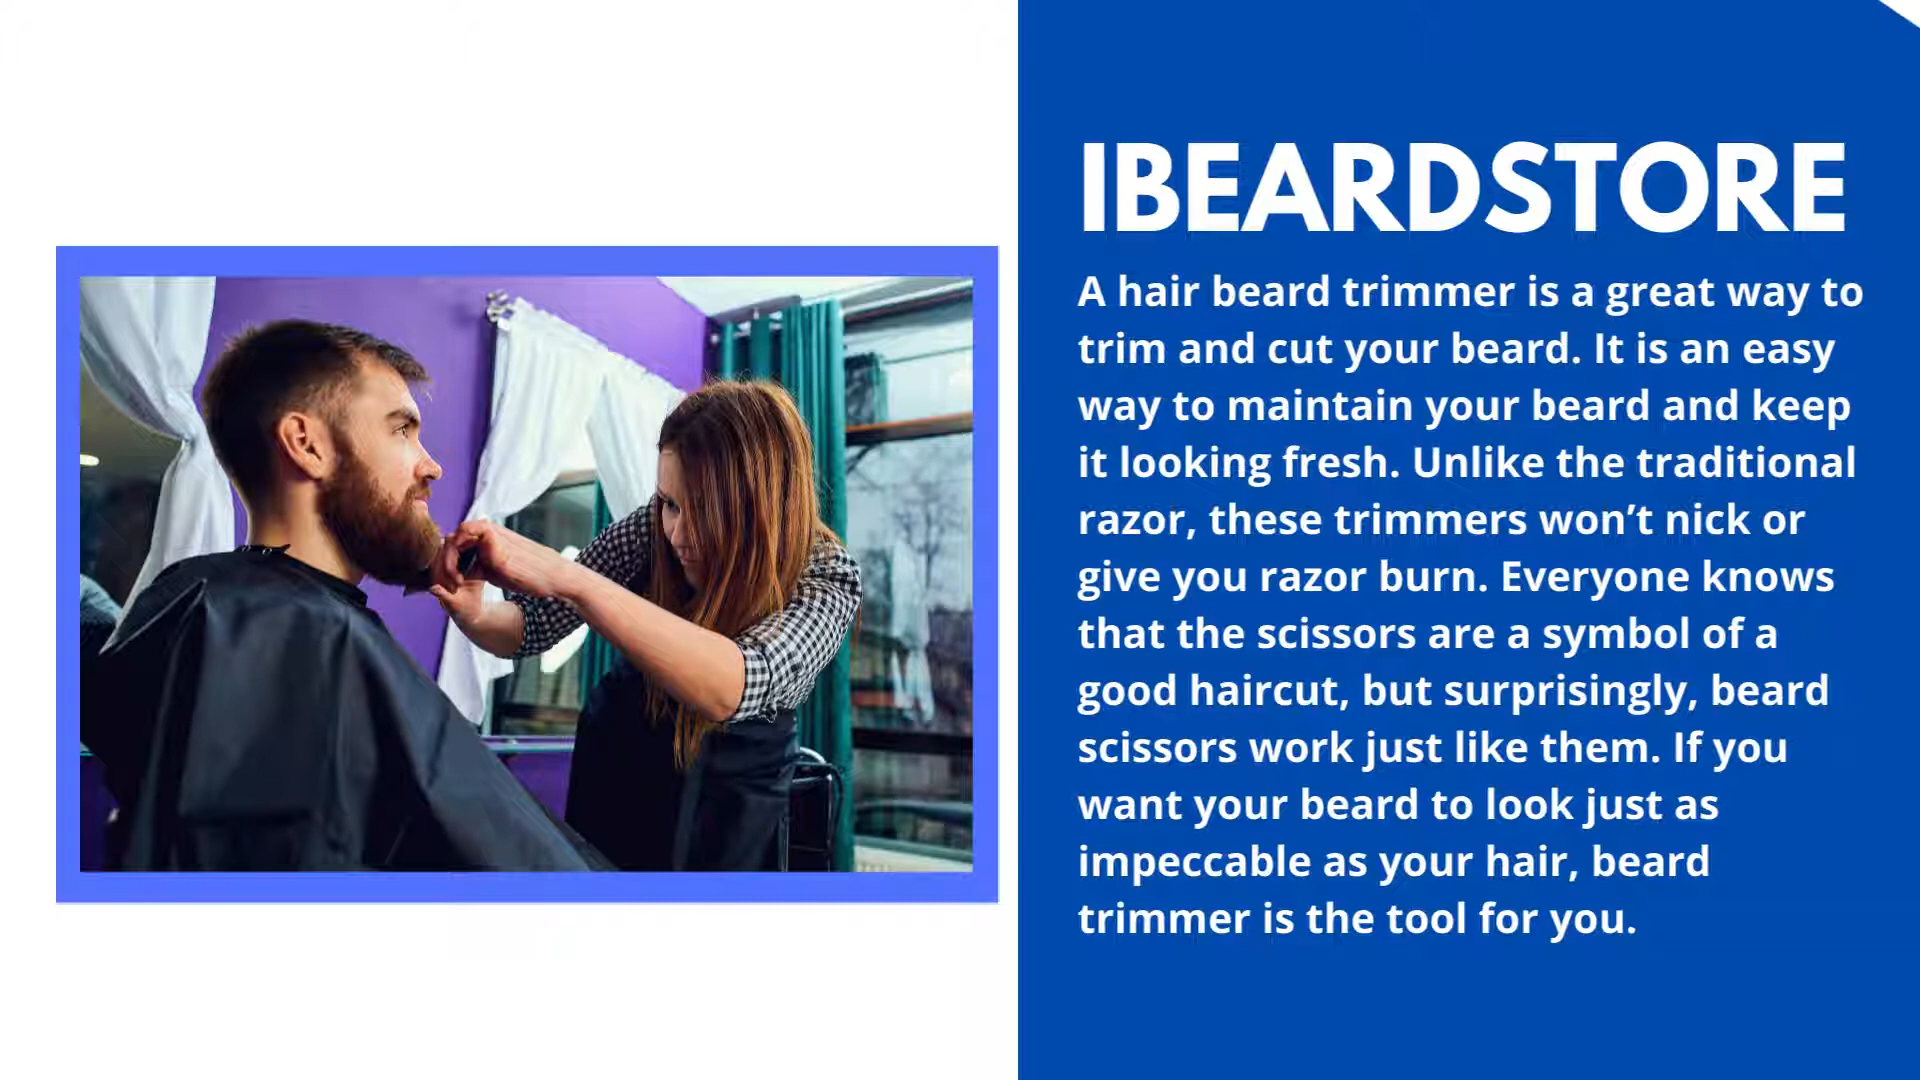 IBEARDSTORE
A hair beard trimmer is a great way to
trim and cut your beard. It is an easy
way to maintain your beard and keep
it looking fresh. Unlike the traditional
razor, these trimmers won’t nick or
give you razor burn. Everyone knows
that the scissors are a symbol of a
good haircut, but surprisingly, beard
scissors work just like them. If you
want your beard to look just as
impeccable as your hair, beard
trimmer is the tool for you.